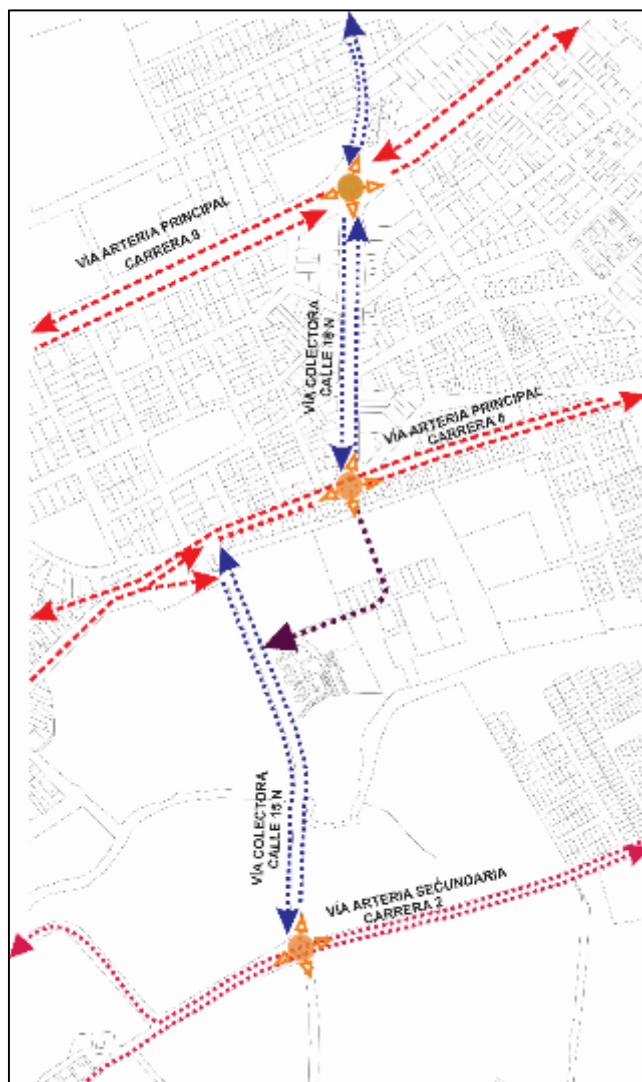 VÍA ARTERIA PRINCIPAL
CARRERA 9
VÍA COLECTORA
CALLE 18 N
VÍA ARTERIA PRINCIPAL
CARRERA 6
VÍA COLECTORA
CALLE 15 N
VÍA ARTERIA SECUNDARIA
CARRERA 2